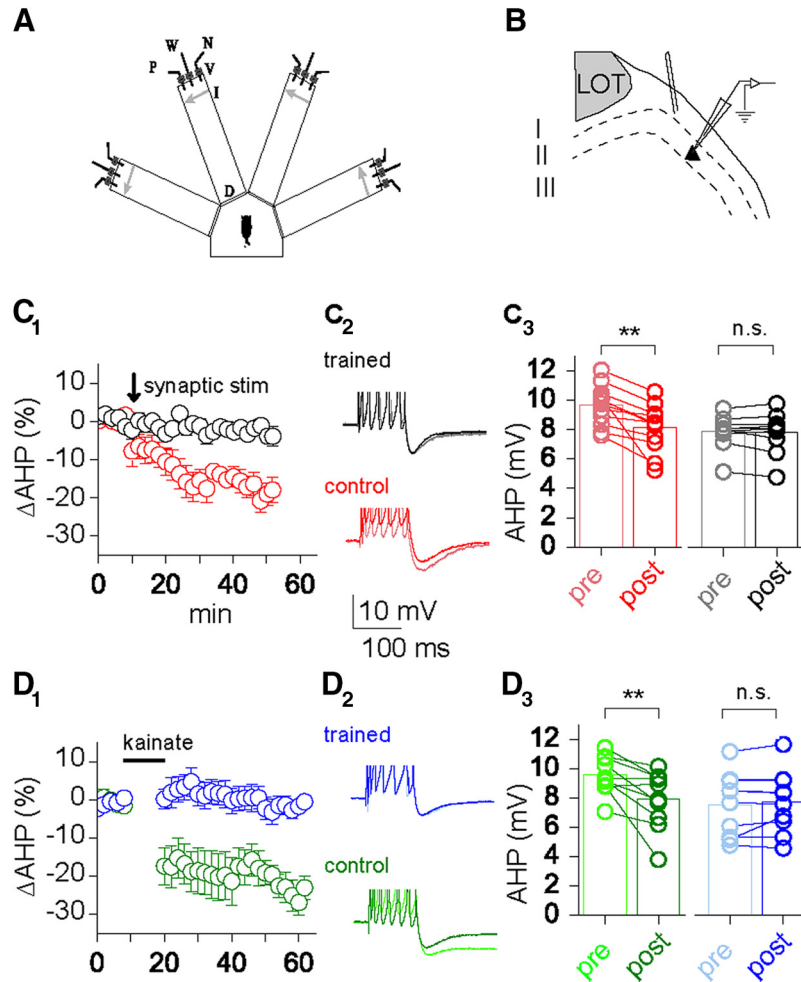 A
P W N
V
I
D
B
LOT
I
II
III
C1
ΔAHP (%)
10
0
-10
-20
-30
synaptic stim
0 20 40 60
min
C2
trained
control
10 mV
100 ms
C3
** n.s.
AHP (mV)
12
10
8
6
4
2
0
pre post pre post
D1
ΔAHP (%)
10
0
-10
-20
-30
kainate
0 20 40 60
D2
trained
control
D3
** n.s.
AHP (mV)
12
10
8
6
4
2
0
pre post pre post